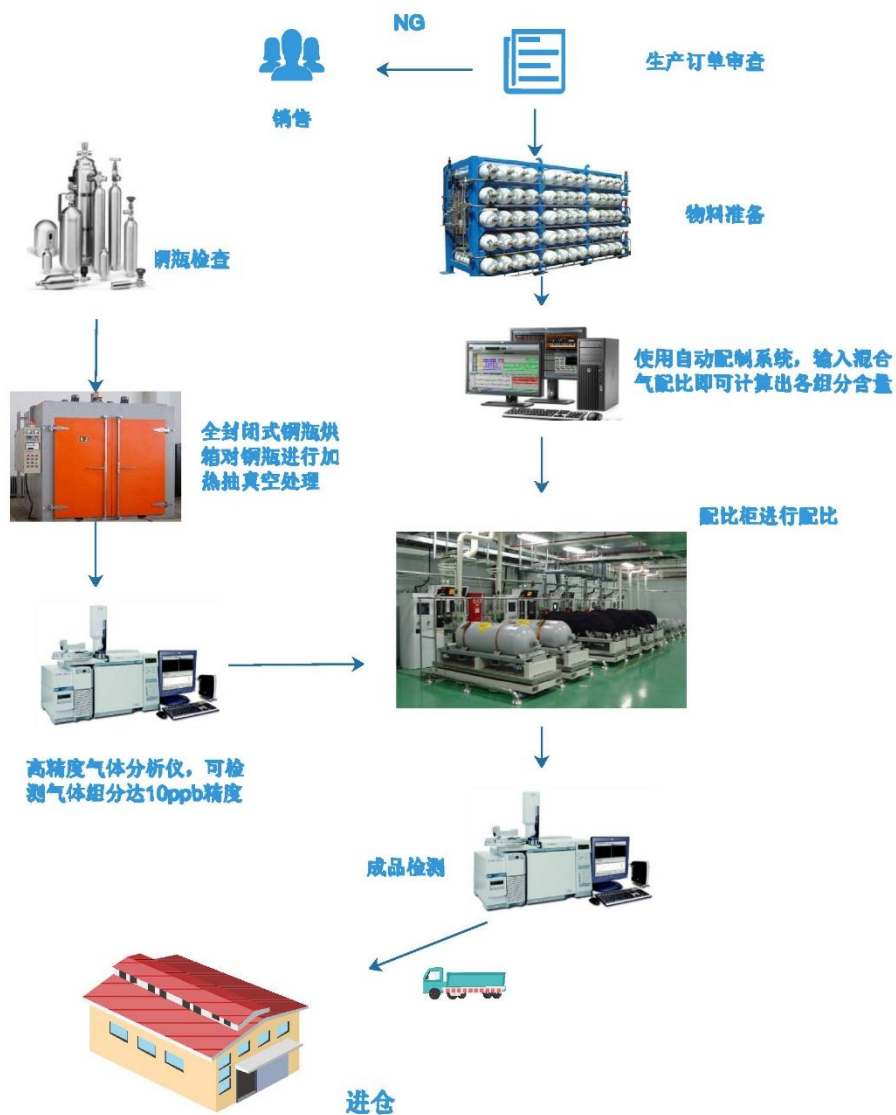 NG
生产订单审查
销售
物料准备
钢瓶检查
使用自动配制系统，输入混合
气配比即可计算出各组分含量
全封闭式钢瓶烘
箱对钢瓶进行加
热抽真空处理
配比柜进行配比
高精度气体分析仪，可检
测气体组分达10ppb精度
成品检测
进仓